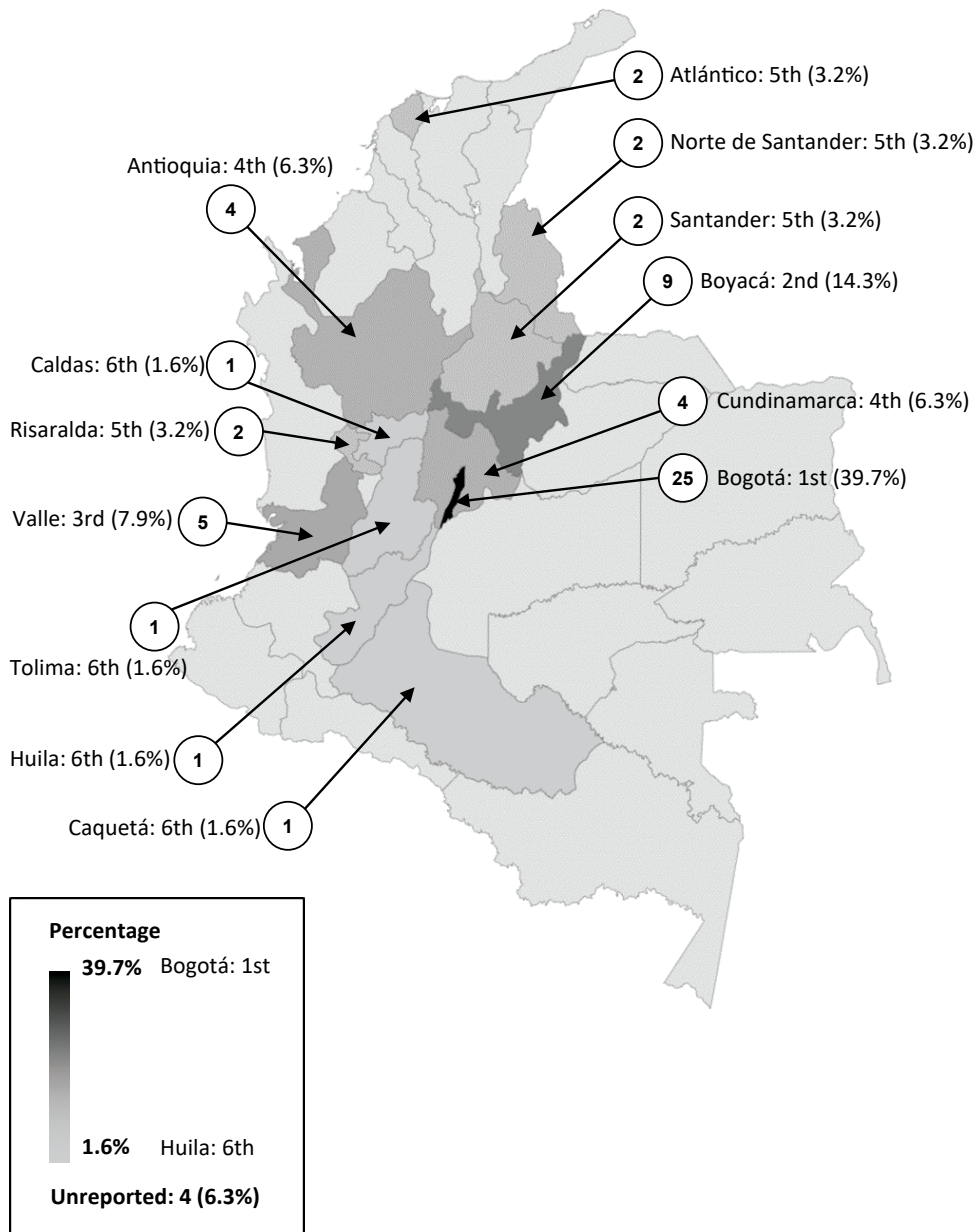 2 Atlántico: 5th (3.2%)
2 Norte de Santander: 5th (3.2%)
Antioquia: 4th (6.3%)
4
2 Santander: 5th (3.2%)
9 Boyacá: 2nd (14.3%)
Caldas: 6th (1.6%) 1
4 Cundinamarca: 4th (6.3%)
Risaralda: 5th (3.2%) 2
25 Bogotá: 1st (39.7%)
Valle: 3rd (7.9%) 5
1
Tolima: 6th (1.6%)
Huila: 6th (1.6%) 1
Caquetá: 6th (1.6%) 1
Percentage
39.7% Bogotá: 1st
1.6% Huila: 6th
Unreported: 4 (6.3%)